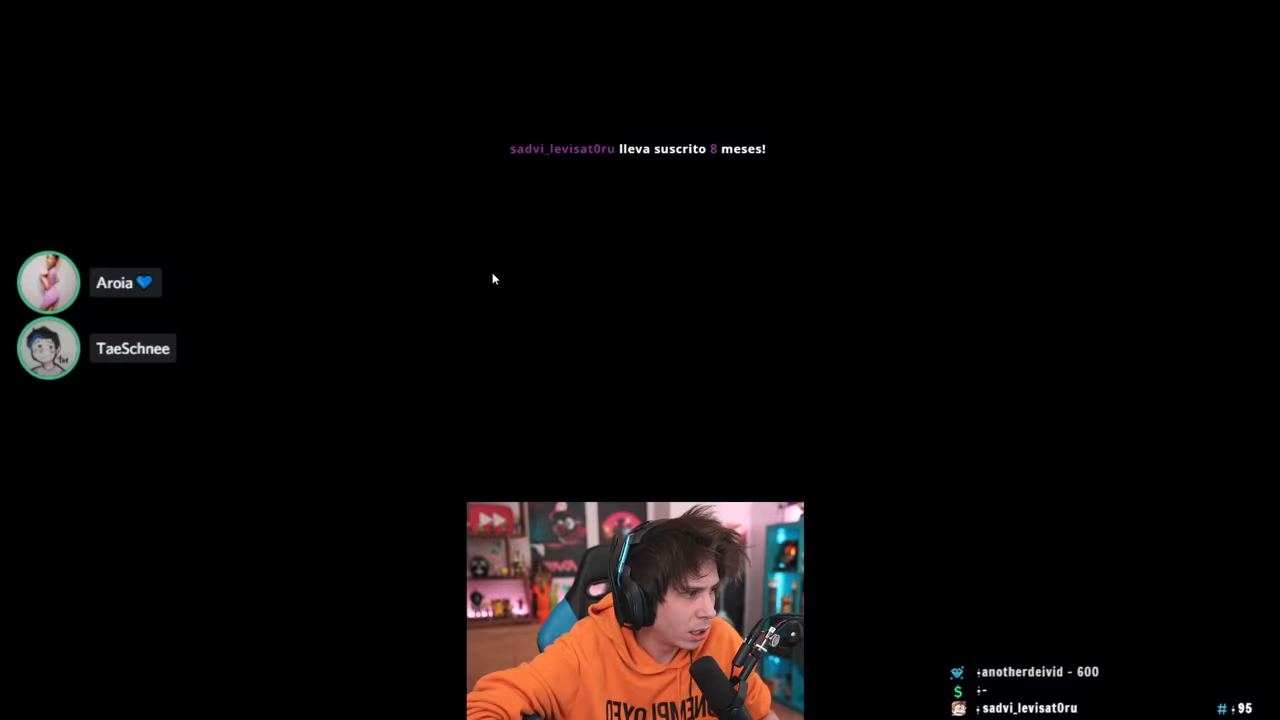 sadvi_levisat0ru lleva suscrito 8 meses!
Aroia 💙
TaeSchnee
anotherdeivid - 600
-
sadvi_levisat0ru
# : 95